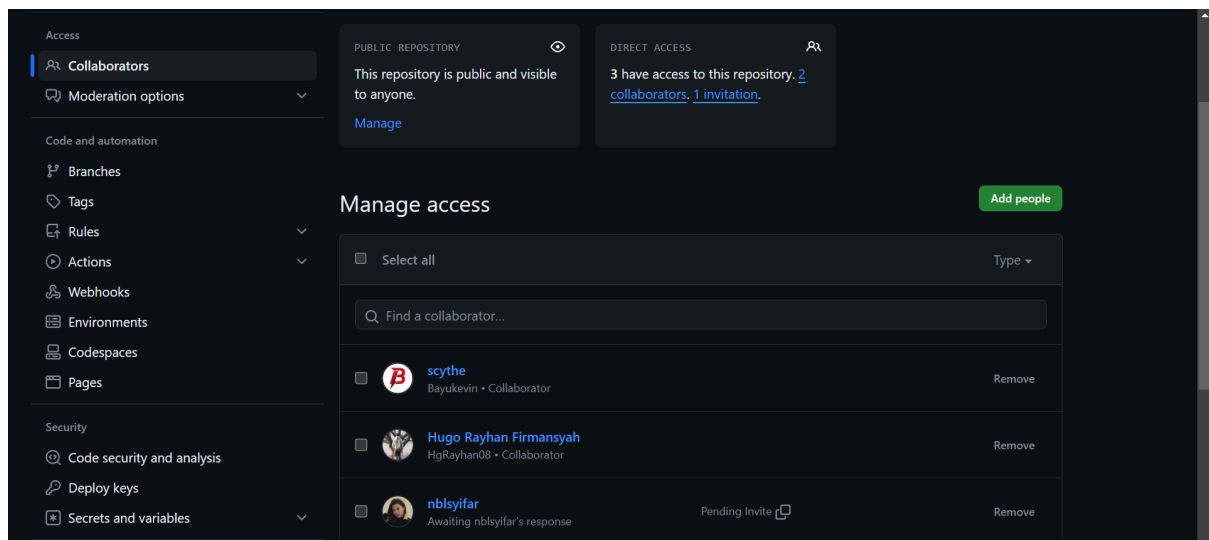 Access
Collaborators
Moderation options
Code and automation
Branches
Tags
Rules
Actions
Webhooks
Environments
Codespaces
Pages
Security
Code security and analysis
Deploy keys
Secrets and variables
PUBLIC REPOSITORY
This repository is public and visible
to anyone.
Manage
DIRECT ACCESS
3 have access to this repository. 2
collaborators. 1 invitation.
Manage access
Add people
Select all
Type
Find a collaborator...
scythe
Bayukevin • Collaborator
Remove
Hugo Rayhan Firmansyah
HgRayhan08 • Collaborator
Remove
nblsyifar
Awaiting nblsyifar's response
Pending Invite
Remove